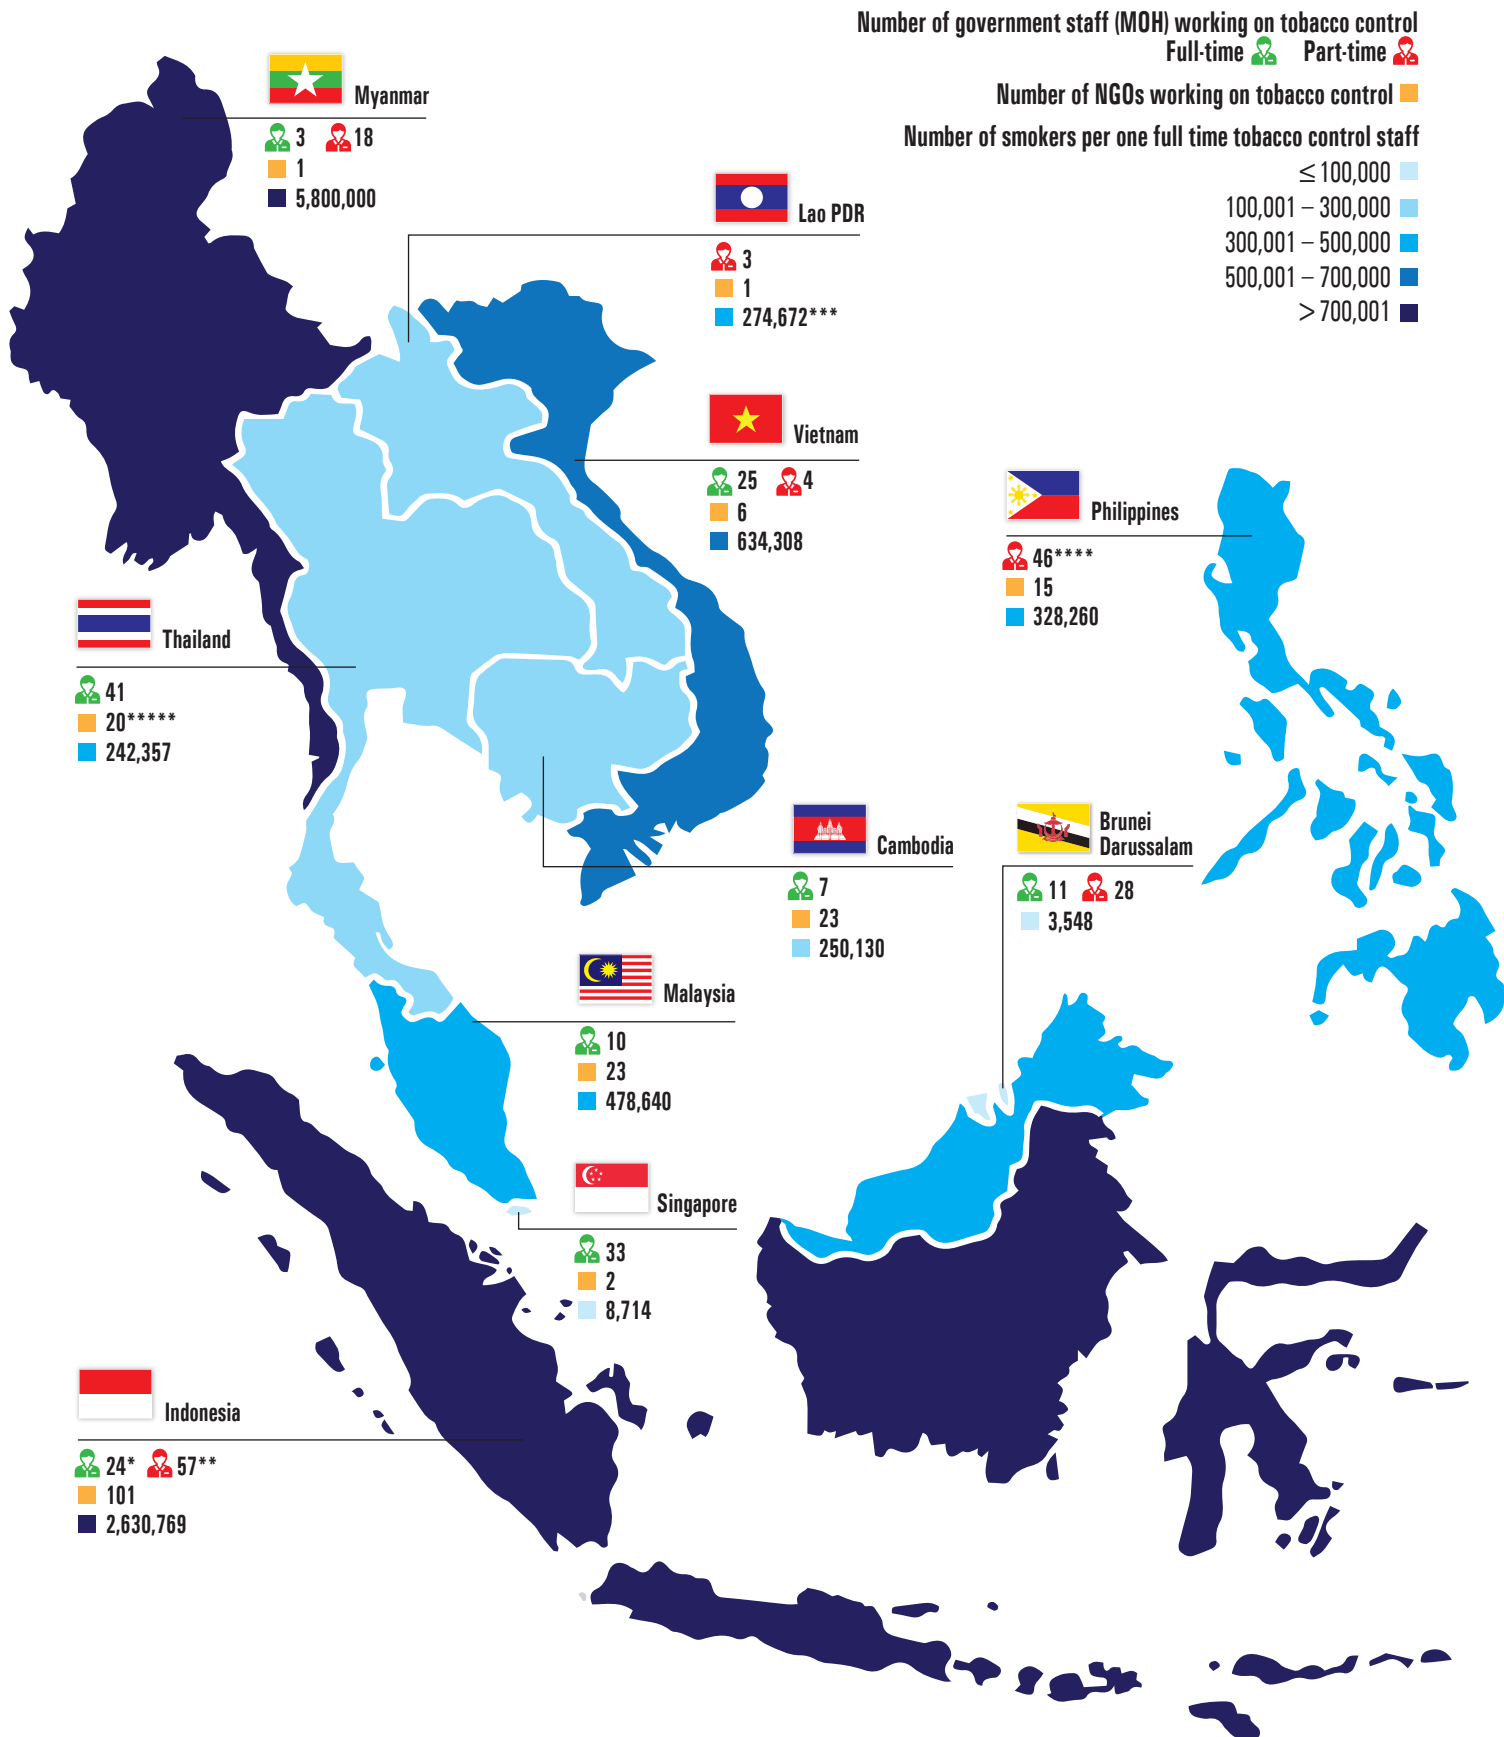 Number of government staff (MOH) working on tobacco control
Full-time Part-time
Number of NGOs working on tobacco control
Number of smokers per one full time tobacco control staff
≤ 100,000
100,001 – 300,000
300,001 – 500,000
500,001 – 700,000
> 700,001
Myanmar
3 18
1
5,800,000
Lao PDR
3
1
274,672***
Vietnam
25 4
6
634,308
Philippines
46****
15
328,260
Thailand
41
20*****
242,357
Cambodia
7
23
250,130
Brunei
Darussalam
11 28
3,548
Malaysia
10
23
478,640
Singapore
33
2
8,714
Indonesia
24* 57**
101
2,630,769